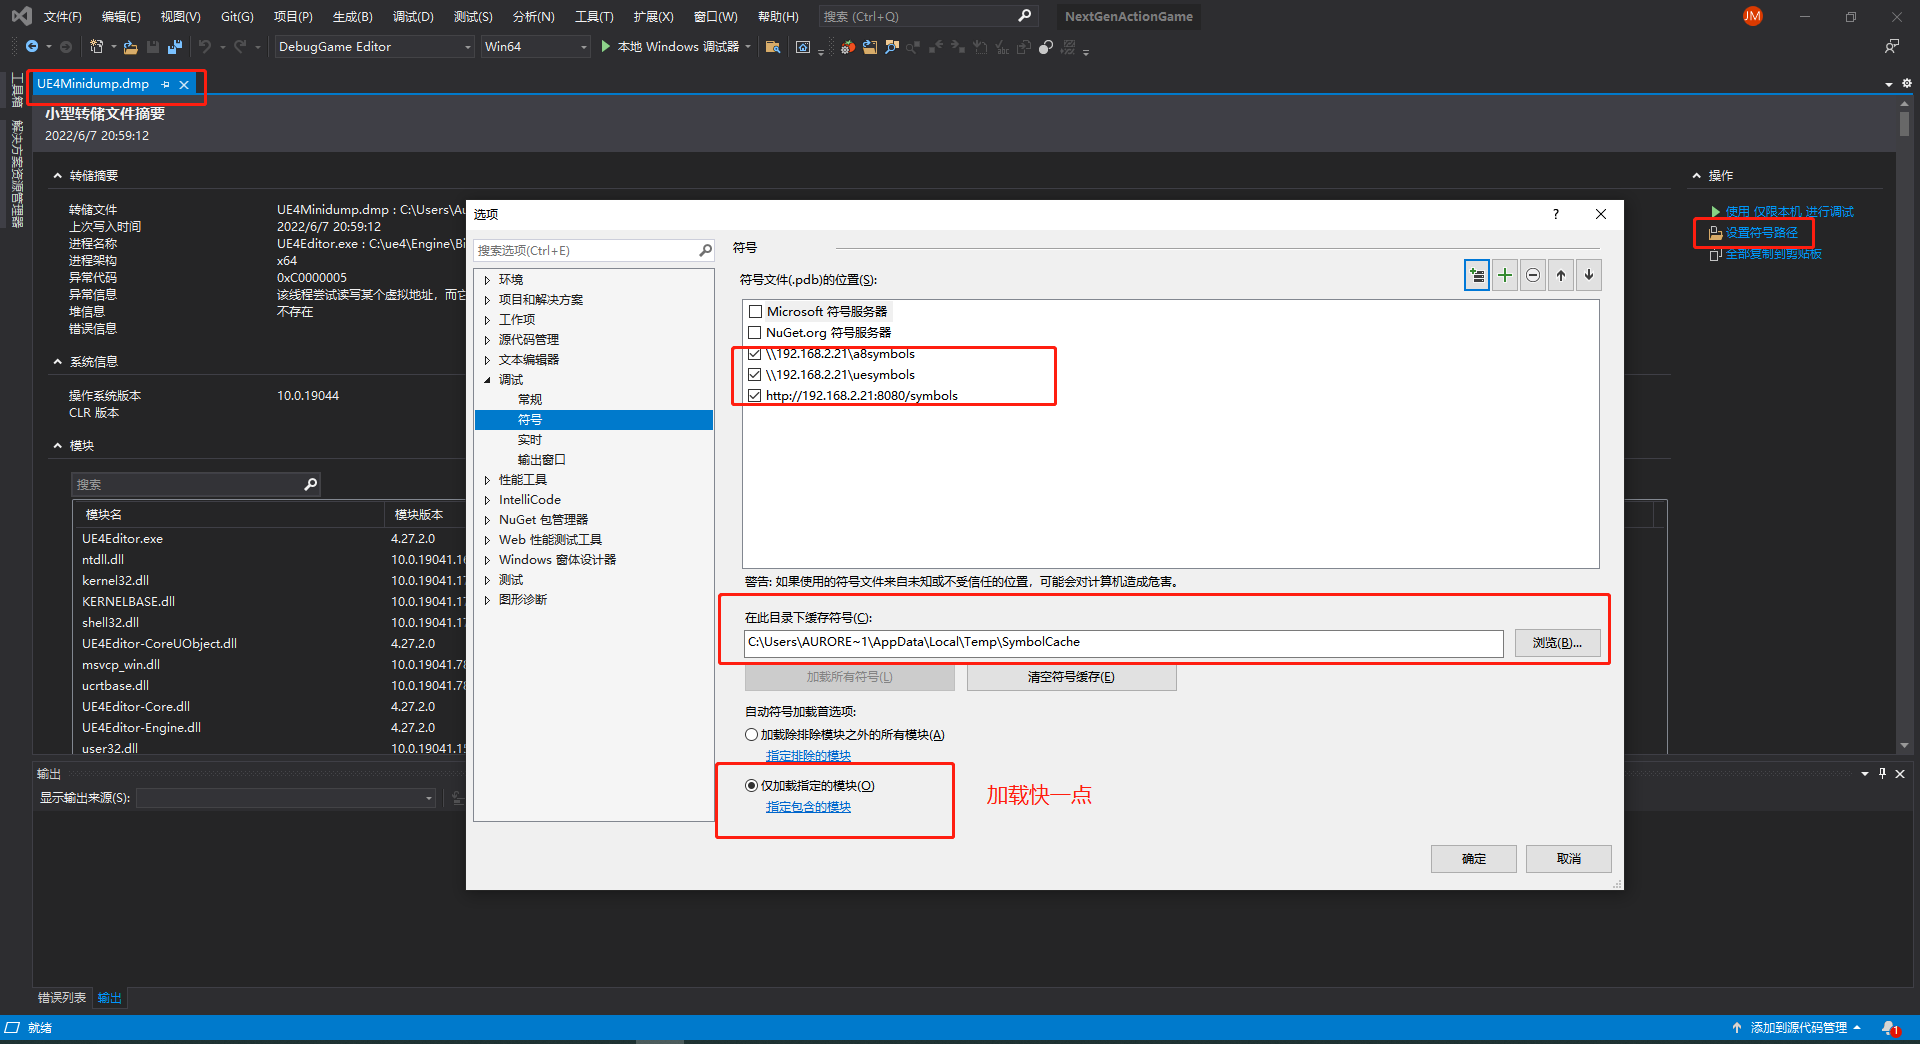 文件(F) 编辑(E) 视图(V) Git(G) 项目(P) 生成(B) 调试(D) 测试(S) 分析(N) 工具(T) 扩展(X) 窗口(W) 帮助(H) 搜索 (Ctrl+Q) NextGenActionGame JM
DebugGame Editor Win64 本地 Windows 调试器
工具箱
解决方案资源管理器
UE4Minidump.dmp
小型转储文件摘要
2022/6/7 20:59:12
转储摘要
转储文件 UE4Minidump.dmp : C:\Users\Au
上次写入时间 2022/6/7 20:59:12
进程名称 UE4Editor.exe : C:\ue4\Engine\Bi
进程架构 x64
异常代码 0xC0000005
异常信息 该线程尝试读写某个虚拟地址，而它
堆信息 不存在
错误信息
系统信息
操作系统版本 10.0.19044
CLR 版本
模块
搜索
模块名 模块版本
UE4Editor.exe 4.27.2.0
ntdll.dll 10.0.19041.16
kernel32.dll 10.0.19041.17
KERNELBASE.dll 10.0.19041.17
shell32.dll 10.0.19041.17
UE4Editor-CoreUObject.dll 4.27.2.0
msvcp_win.dll 10.0.19041.78
ucrtbase.dll 10.0.19041.78
UE4Editor-Core.dll 4.27.2.0
UE4Editor-Engine.dll 4.27.2.0
user32.dll 10.0.19041.15
操作
使用 仅限本机 进行调试
设置符号路径
全部复制到剪贴板
选项 ?
搜索选项(Ctrl+E)
环境
项目和解决方案
工作项
源代码管理
文本编辑器
调试
常规
符号
实时
输出窗口
性能工具
IntelliCode
NuGet 包管理器
Web 性能测试工具
Windows 窗体设计器
测试
图形诊断
符号
符号文件(.pdb)的位置(S):
Microsoft 符号服务器
NuGet.org 符号服务器
\\192.168.2.21\a8symbols
\\192.168.2.21\uesymbols
http://192.168.2.21:8080/symbols
警告: 如果使用的符号文件来自未知或不受信任的位置，可能会对计算机造成危害。
在此目录下缓存符号(C):
C:\Users\AURORE~1\AppData\Local\Temp\SymbolCache 浏览(B)...
加载所有符号(L) 清空符号缓存(E)
自动符号加载首选项:
加载除排除模块之外的所有模块(A)
指定排除的模块
仅加载指定的模块(O)
指定包含的模块
加载快一点
确定 取消
输出
显示输出来源(S):
错误列表 输出
就绪 添加到源代码管理 1